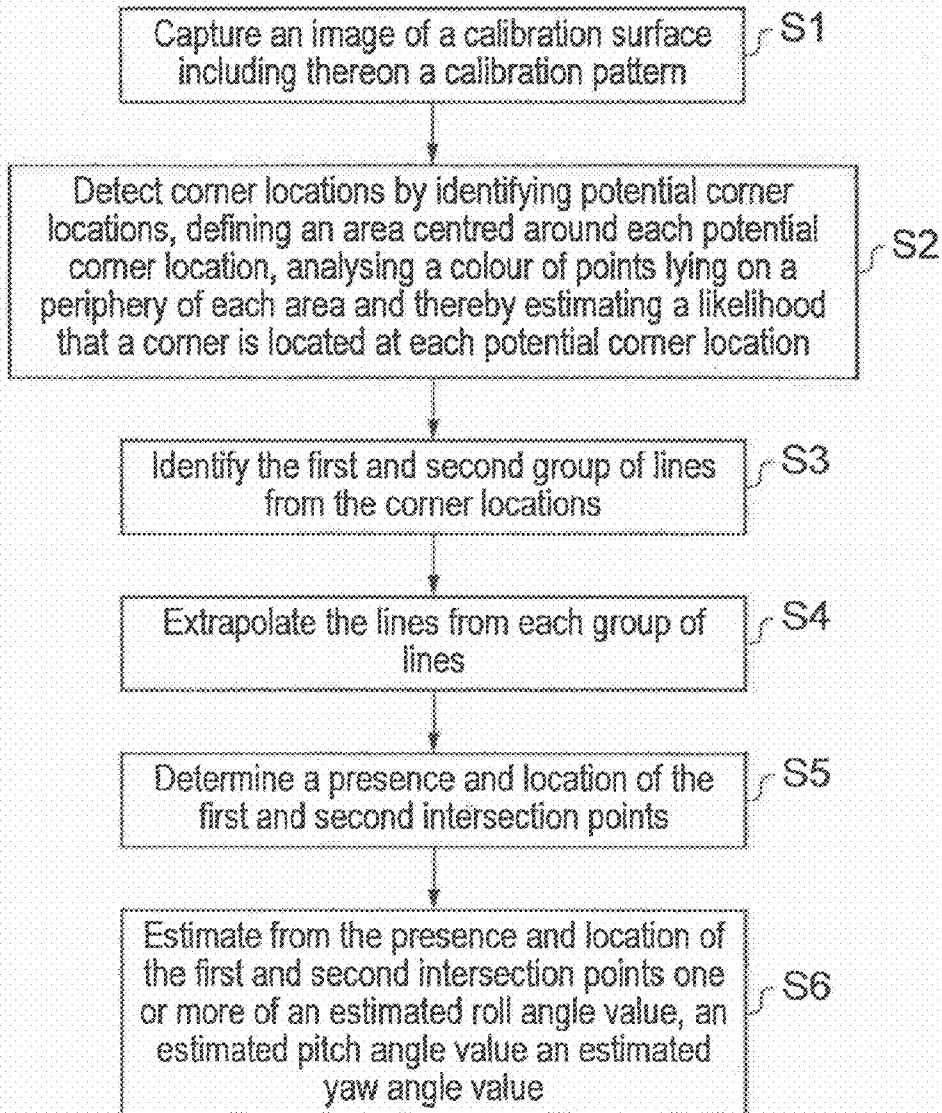 Capture an image of a calibration surface
including thereon a calibration pattern
S1
Detect corner locations by identifying potential corner
locations, defining an area centred around each potential
corner location, analysing a colour of points lying on a
periphery of each area and thereby estimating a likelihood
that a corner is located at each potential corner location
S2
Identify the first and second group of lines
from the corner locations
S3
Extrapolate the lines from each group of
lines
S4
Determine a presence and location of the
first and second intersection points
S5
Estimate from the presence and location of
the first and second intersection points one
or more of an estimated roll angle value, an
estimated pitch angle value an estimated
yaw angle value
S6